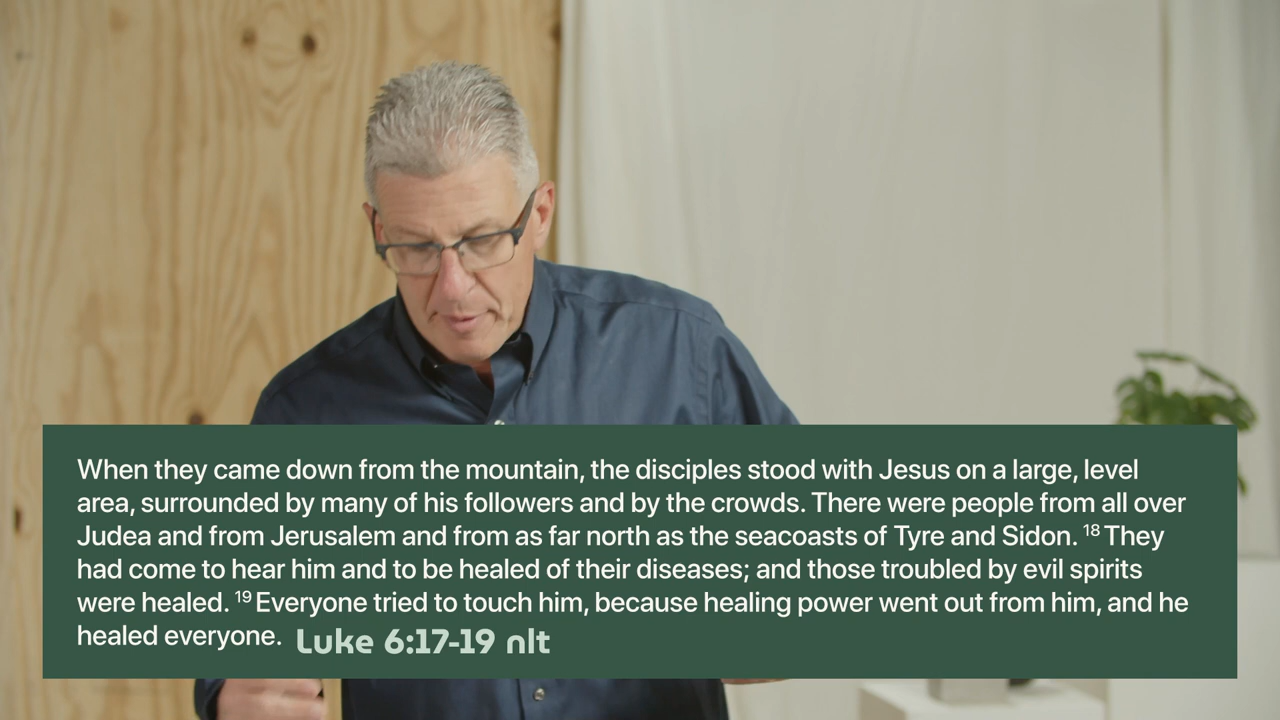 When they came down from the mountain, the disciples stood with Jesus on a large, level
area, surrounded by many of his followers and by the crowds. There were people from all over
Judea and from Jerusalem and from as far north as the seacoasts of Tyre and Sidon. 18 They
had come to hear him and to be healed of their diseases; and those troubled by evil spirits
were healed. 19 Everyone tried to touch him, because healing power went out from him, and he
healed everyone. Luke 6:17-19 nlt